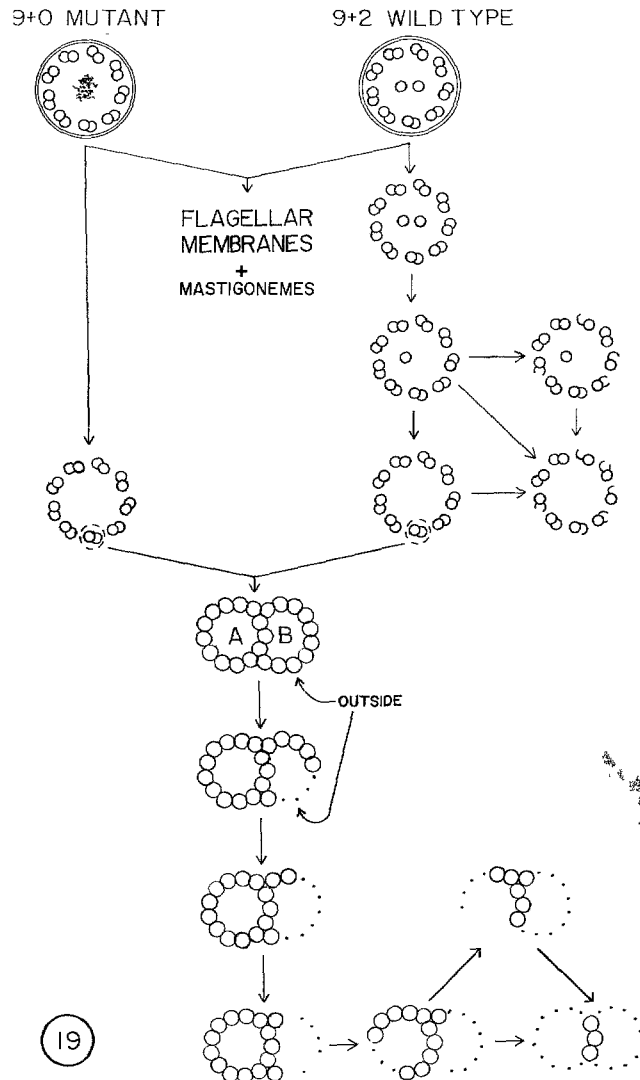 9+0 MUTANT
9+2 WILD TYPE
FLAGELLAR
MEMBRANES
+
MASTIGONEMES
A B
OUTSIDE
19